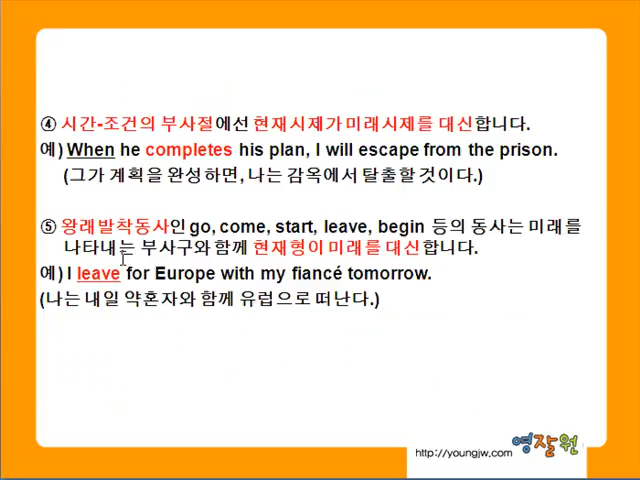 ④ 시간-조건의 부사절에선 현재시제가 미래시제를 대신합니다.
예) When he completes his plan, I will escape from the prison.
(그가 계획을 완성하면, 나는 감옥에서 탈출할 것이다.)
⑤ 왕래발착동사인 go, come, start, leave, begin 등의 동사는 미래를
나타내는 부사구와 함께 현재형이 미래를 대신합니다.
예) I leave for Europe with my fiancé tomorrow.
(나는 내일 약혼자와 함께 유럽으로 떠난다.)
http://youngjw.com 영잘원